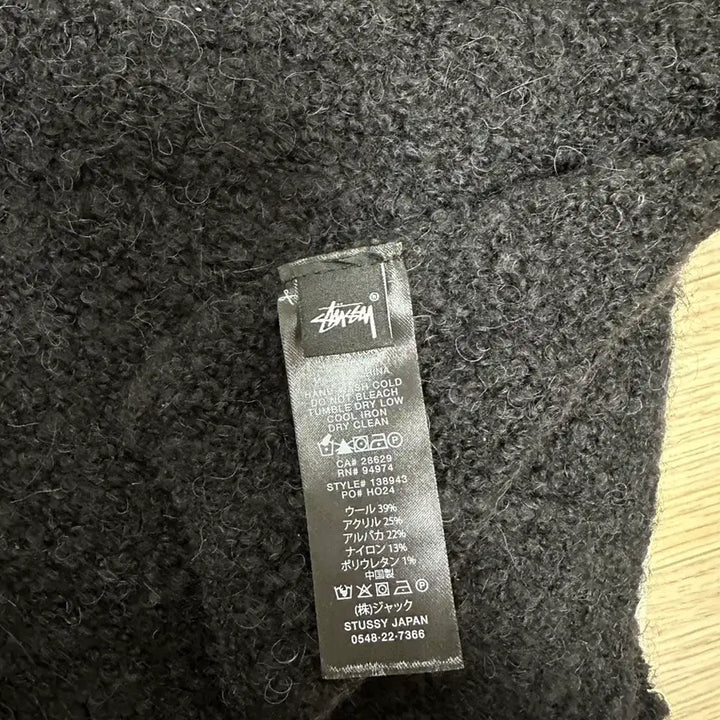 STÜSSY ®
HAND WASH COLD
DO NOT BLEACH
TUMBLE DRY LOW
COOL IRON
DRY CLEAN
CA# 28629
RN# 94974
STYLE# 138943
PO# HO24
ウール 39%
アクリル 25%
アルパカ 22%
ナイロン 13%
ポリウレタン 1%
中国製
(株)ジャック
STUSSY JAPAN
0548-22-7366